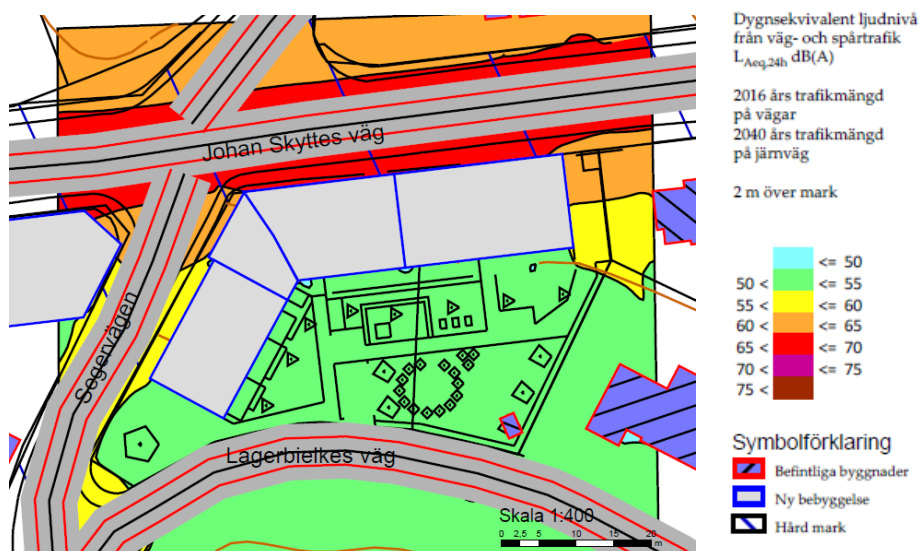 Johan Skyttes väg
Segervägen
Lagerbielkes väg
Skala 1:400
0 2,5 5 10 15 20
m
Dygnsekvivalent ljudnivå
från väg- och spårtrafik
LAeq,24h dB(A)
2016 års trafikmängd
på vägar
2040 års trafikmängd
på järnväg
2 m över mark
<= 50
50 < <= 55
55 < <= 60
60 < <= 65
65 < <= 70
70 < <= 75
75 <
Symbolförklaring
Befintliga byggnader
Ny bebyggelse
Hård mark